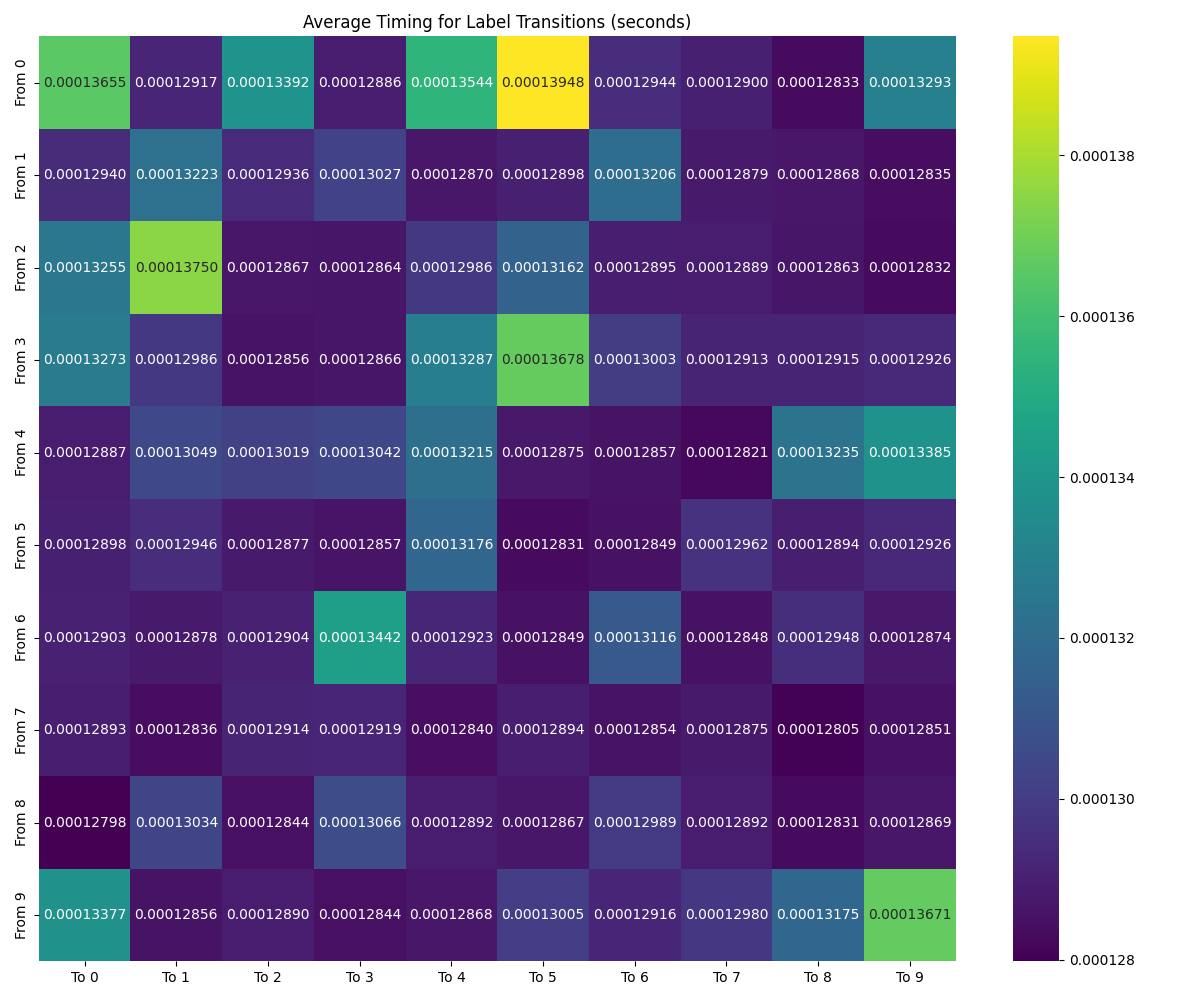 Average Timing for Label Transitions (seconds)
From 0 0.00013655 0.00012917 0.00013392 0.00012886 0.00013544 0.00013948 0.00012944 0.00012900 0.00012833 0.00013293
From 1 0.00012940 0.00013223 0.00012936 0.00013027 0.00012870 0.00012898 0.00013206 0.00012879 0.00012868 0.00012835
From 2 0.00013255 0.00013750 0.00012867 0.00012864 0.00012986 0.00013162 0.00012895 0.00012889 0.00012863 0.00012832
From 3 0.00013273 0.00012986 0.00012856 0.00012866 0.00013287 0.00013678 0.00013003 0.00012913 0.00012915 0.00012926
From 4 0.00012887 0.00013049 0.00013019 0.00013042 0.00013215 0.00012875 0.00012857 0.00012821 0.00013235 0.00013385
From 5 0.00012898 0.00012946 0.00012877 0.00012857 0.00013176 0.00012831 0.00012849 0.00012962 0.00012894 0.00012926
From 6 0.00012903 0.00012878 0.00012904 0.00013442 0.00012923 0.00012849 0.00013116 0.00012848 0.00012948 0.00012874
From 7 0.00012893 0.00012836 0.00012914 0.00012919 0.00012840 0.00012894 0.00012854 0.00012875 0.00012805 0.00012851
From 8 0.00012798 0.00013034 0.00012844 0.00013066 0.00012892 0.00012867 0.00012989 0.00012892 0.00012831 0.00012869
From 9 0.00013377 0.00012856 0.00012890 0.00012844 0.00012868 0.00013005 0.00012916 0.00012980 0.00013175 0.00013671
To 0 To 1 To 2 To 3 To 4 To 5 To 6 To 7 To 8 To 9
0.000138
0.000136
0.000134
0.000132
0.000130
0.000128